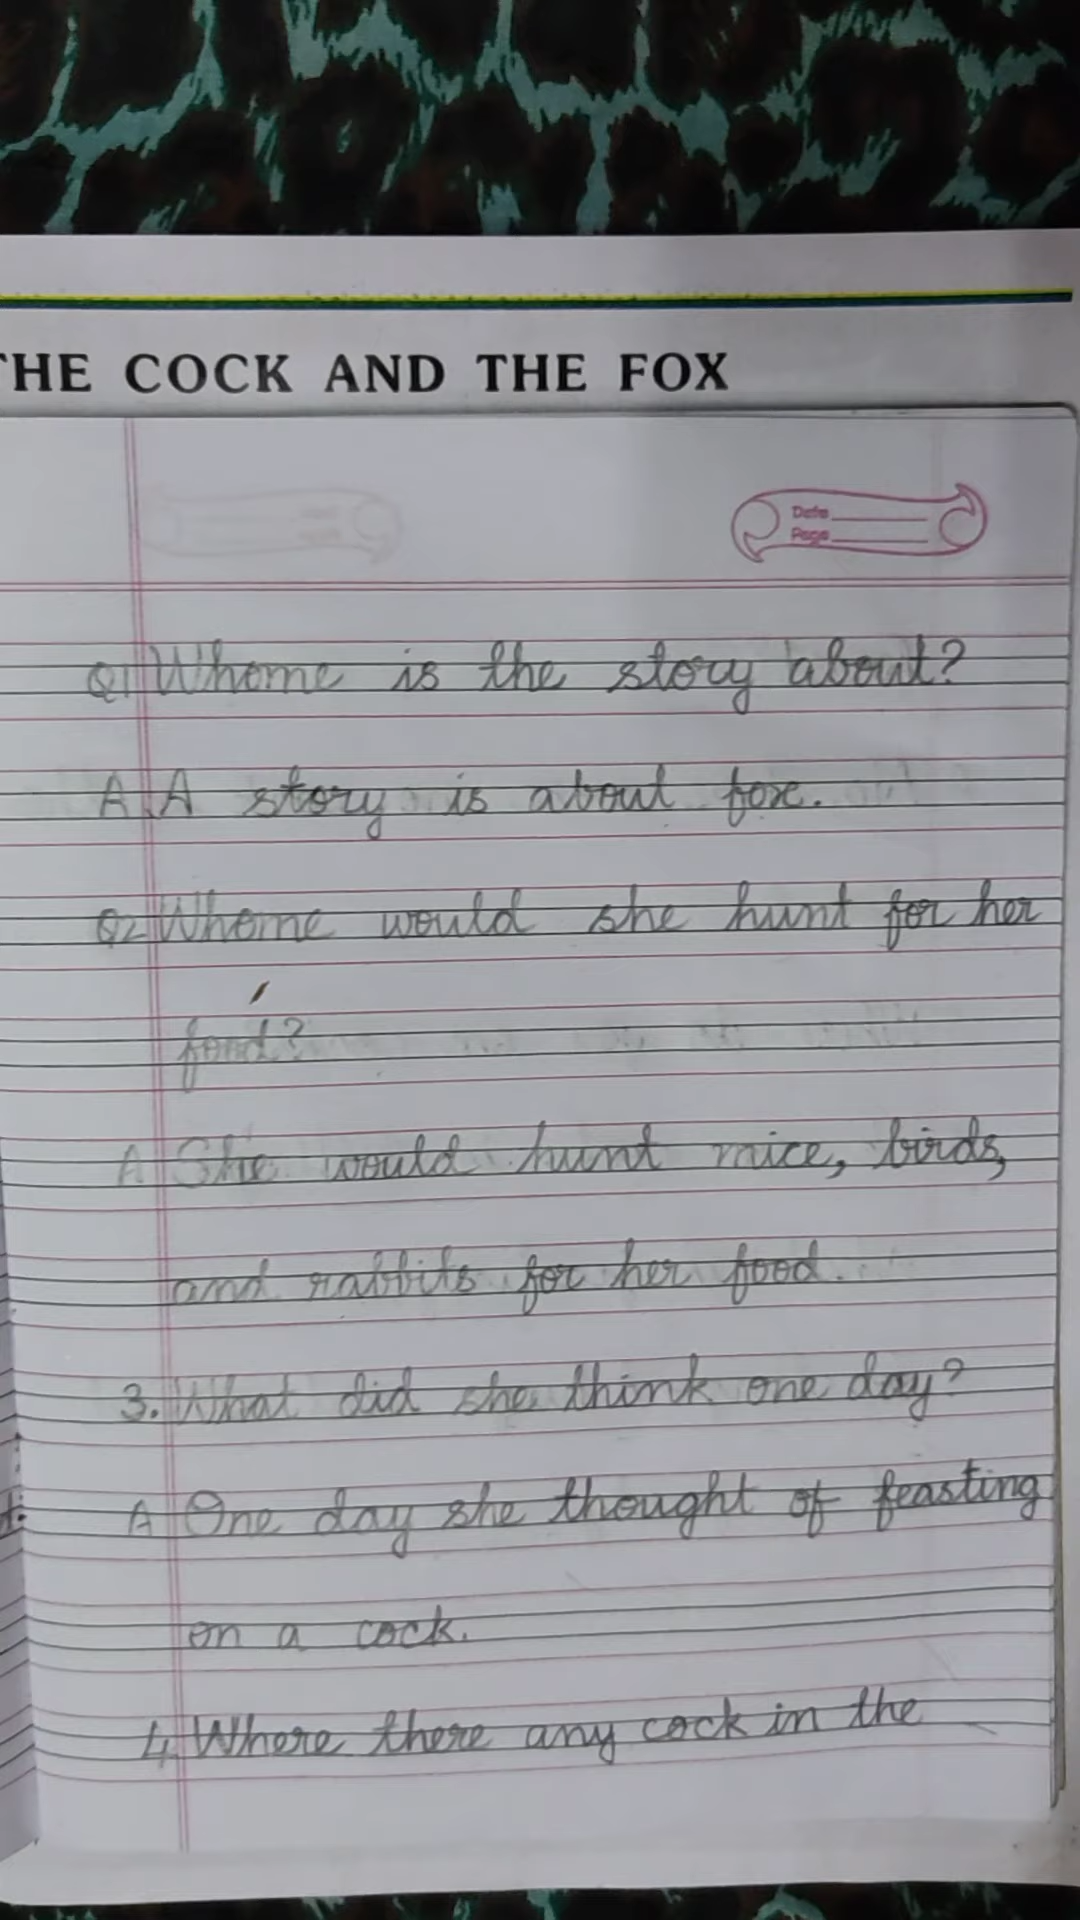 THE COCK AND THE FOX
Date
Page
Q1 Whome is the story about?
A. A story is about fox.
Q2 Whome would she hunt for her
food?
A She would hunt mice, birds,
and rabbits for her food.
3. What did she think one day?
A One day she thought of feasting
on a cock.
4. Where there any cock in the